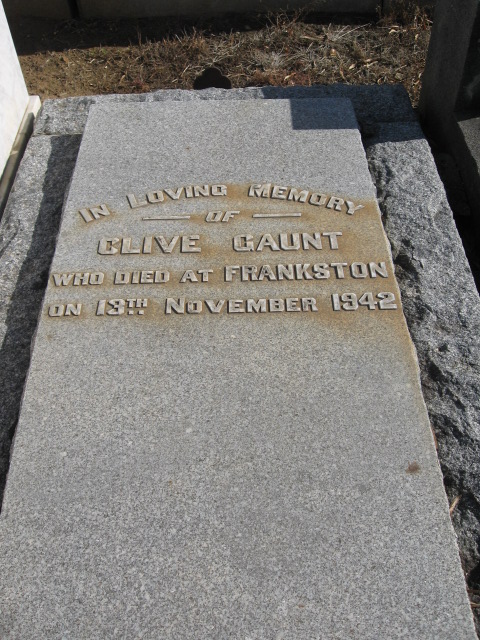 IN LOVING MEMORY
OF
CLIVE GAUNT
WHO DIED AT FRANKSTON
ON 13TH NOVEMBER 1942